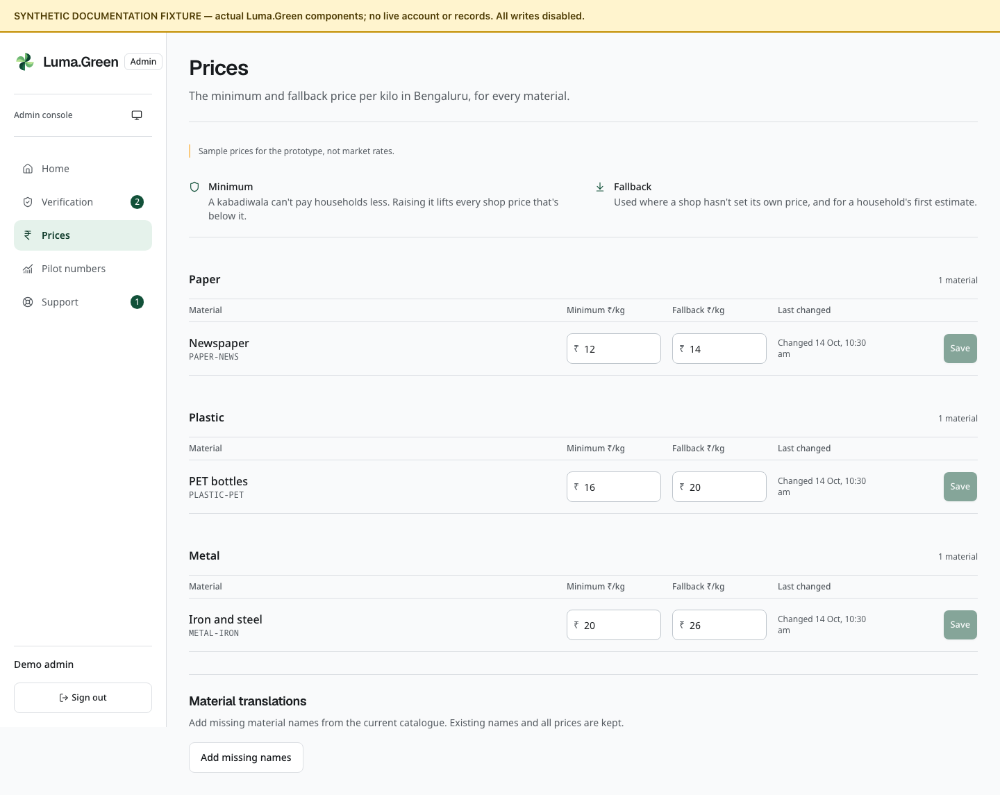 SYNTHETIC DOCUMENTATION FIXTURE — actual Luma.Green components; no live account or records. All writes disabled.
Luma.Green
Admin
Admin console
Home
Verification 2
Prices
Pilot numbers
Support 1
Demo admin
Sign out
Prices
The minimum and fallback price per kilo in Bengaluru, for every material.
Sample prices for the prototype, not market rates.
Minimum
A kabadiwala can't pay households less. Raising it lifts every shop price that's
below it.
Fallback
Used where a shop hasn't set its own price, and for a household's first estimate.
Paper
1 material
Material Minimum ₹/kg Fallback ₹/kg Last changed
Newspaper
PAPER-NEWS
₹ 12
₹ 14
Changed 14 Oct, 10:30
am
Save
Plastic
1 material
Material Minimum ₹/kg Fallback ₹/kg Last changed
PET bottles
PLASTIC-PET
₹ 16
₹ 20
Changed 14 Oct, 10:30
am
Save
Metal
1 material
Material Minimum ₹/kg Fallback ₹/kg Last changed
Iron and steel
METAL-IRON
₹ 20
₹ 26
Changed 14 Oct, 10:30
am
Save
Material translations
Add missing material names from the current catalogue. Existing names and all prices are kept.
Add missing names